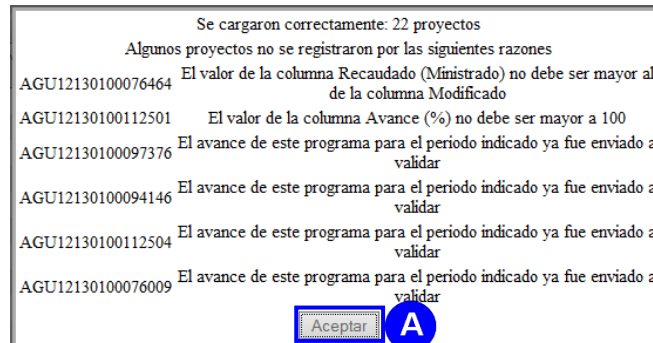 Se cargaron correctamente: 22 proyectos
Algunos proyectos no se registraron por las siguientes razones
AGU12130100076464 El valor de la columna Recaudado (Ministrado) no debe ser mayor al
de la columna Modificado
AGU12130100112501 El valor de la columna Avance (%) no debe ser mayor a 100
AGU12130100097376 El avance de este programa para el periodo indicado ya fue enviado a
validar
AGU12130100094146 El avance de este programa para el periodo indicado ya fue enviado a
validar
AGU12130100112504 El avance de este programa para el periodo indicado ya fue enviado a
validar
AGU12130100076009 El avance de este programa para el periodo indicado ya fue enviado a
validar
Aceptar A